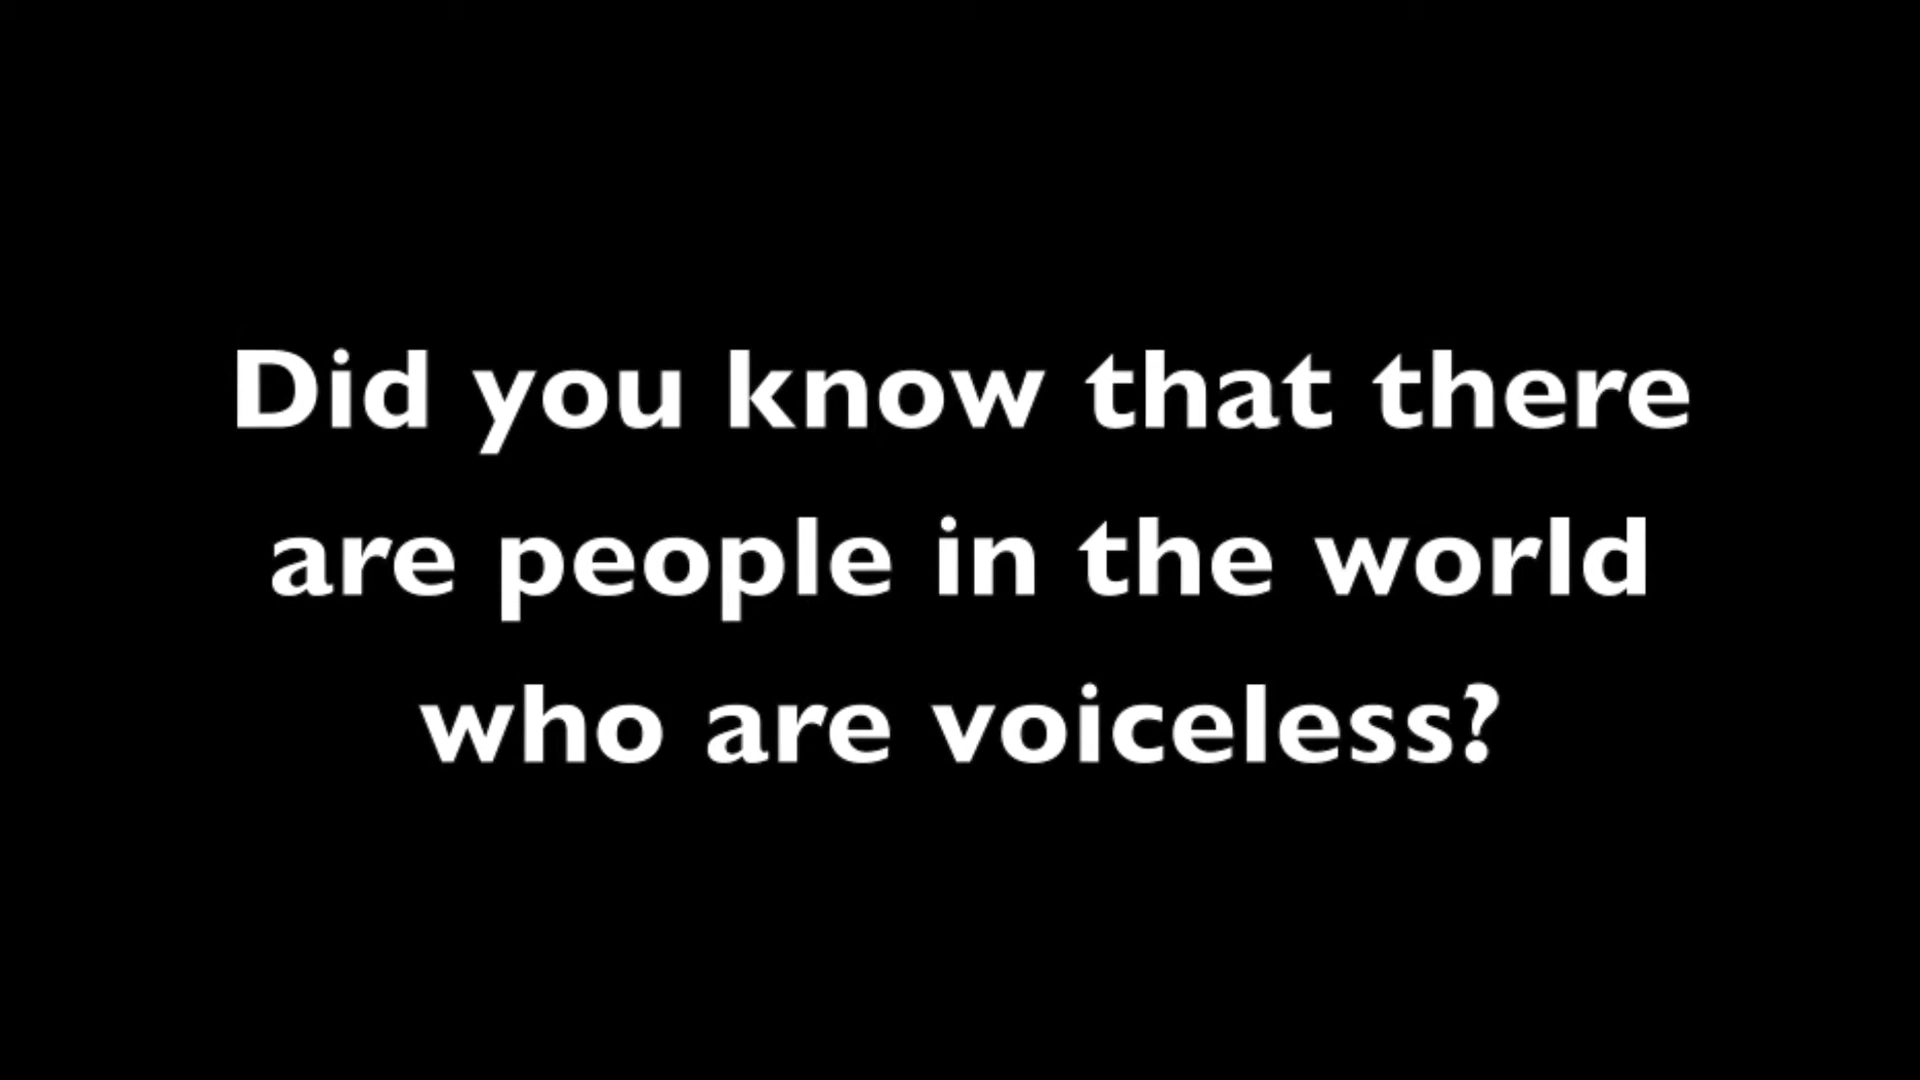 Did you know that there
are people in the world
who are voiceless?